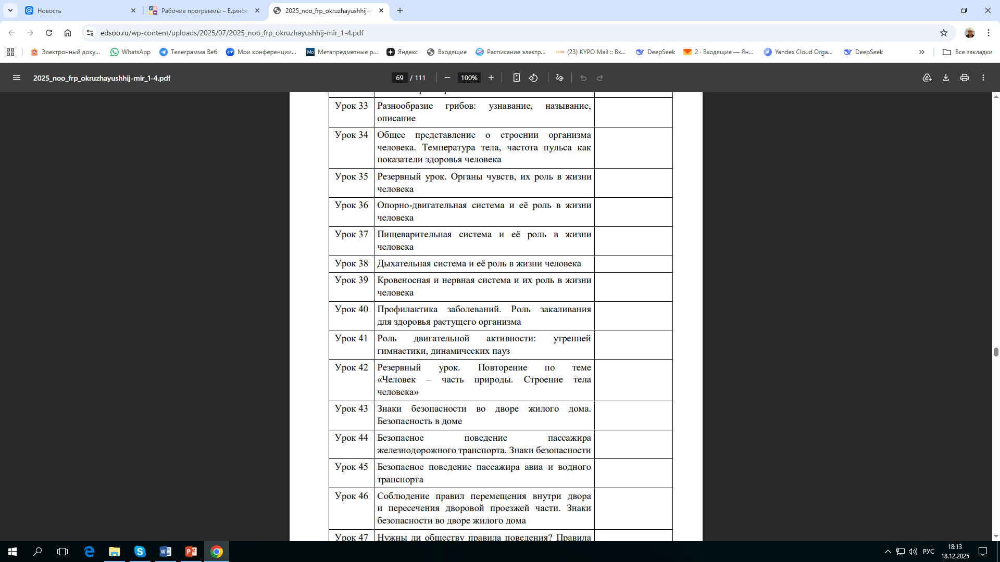 Новость
Рабочие программы – Единое
2025_noo_frp_okruzhayushhij-m
edsoo.ru/wp-content/uploads/2025/07/2025_noo_frp_okruzhayushhij-mir_1-4.pdf
Электронный доку...
WhatsApp
Телеграмма Веб
Мои конференции...
Метапредметные р...
Яндекс
Входящие
Расписание электр...
(23) КУРО Mail :: Вх...
DeepSeek
2 · Входящие — Ян...
Yandex Cloud Orga...
DeepSeek
Все закладки
2025_noo_frp_okruzhayushhij-mir_1-4.pdf
69 / 111
100%
Урок 33 Разнообразие грибов: узнавание, называние,
описание
Урок 34 Общее представление о строении организма
человека. Температура тела, частота пульса как
показатели здоровья человека
Урок 35 Резервный урок. Органы чувств, их роль в жизни
человека
Урок 36 Опорно-двигательная система и её роль в жизни
человека
Урок 37 Пищеварительная система и её роль в жизни
человека
Урок 38 Дыхательная система и её роль в жизни человека
Урок 39 Кровеносная и нервная система и их роль в жизни
человека
Урок 40 Профилактика заболеваний. Роль закаливания
для здоровья растущего организма
Урок 41 Роль двигательной активности: утренней
гимнастики, динамических пауз
Урок 42 Резервный урок. Повторение по теме
«Человек – часть природы. Строение тела
человека»
Урок 43 Знаки безопасности во дворе жилого дома.
Безопасность в доме
Урок 44 Безопасное поведение пассажира
железнодорожного транспорта. Знаки безопасности
Урок 45 Безопасное поведение пассажира авиа и водного
транспорта
Урок 46 Соблюдение правил перемещения внутри двора
и пересечения дворовой проезжей части. Знаки
безопасности во дворе жилого дома
Урок 47 Нужны ли обществу правила поведения? Правила
РУС
18:13
18.12.2025